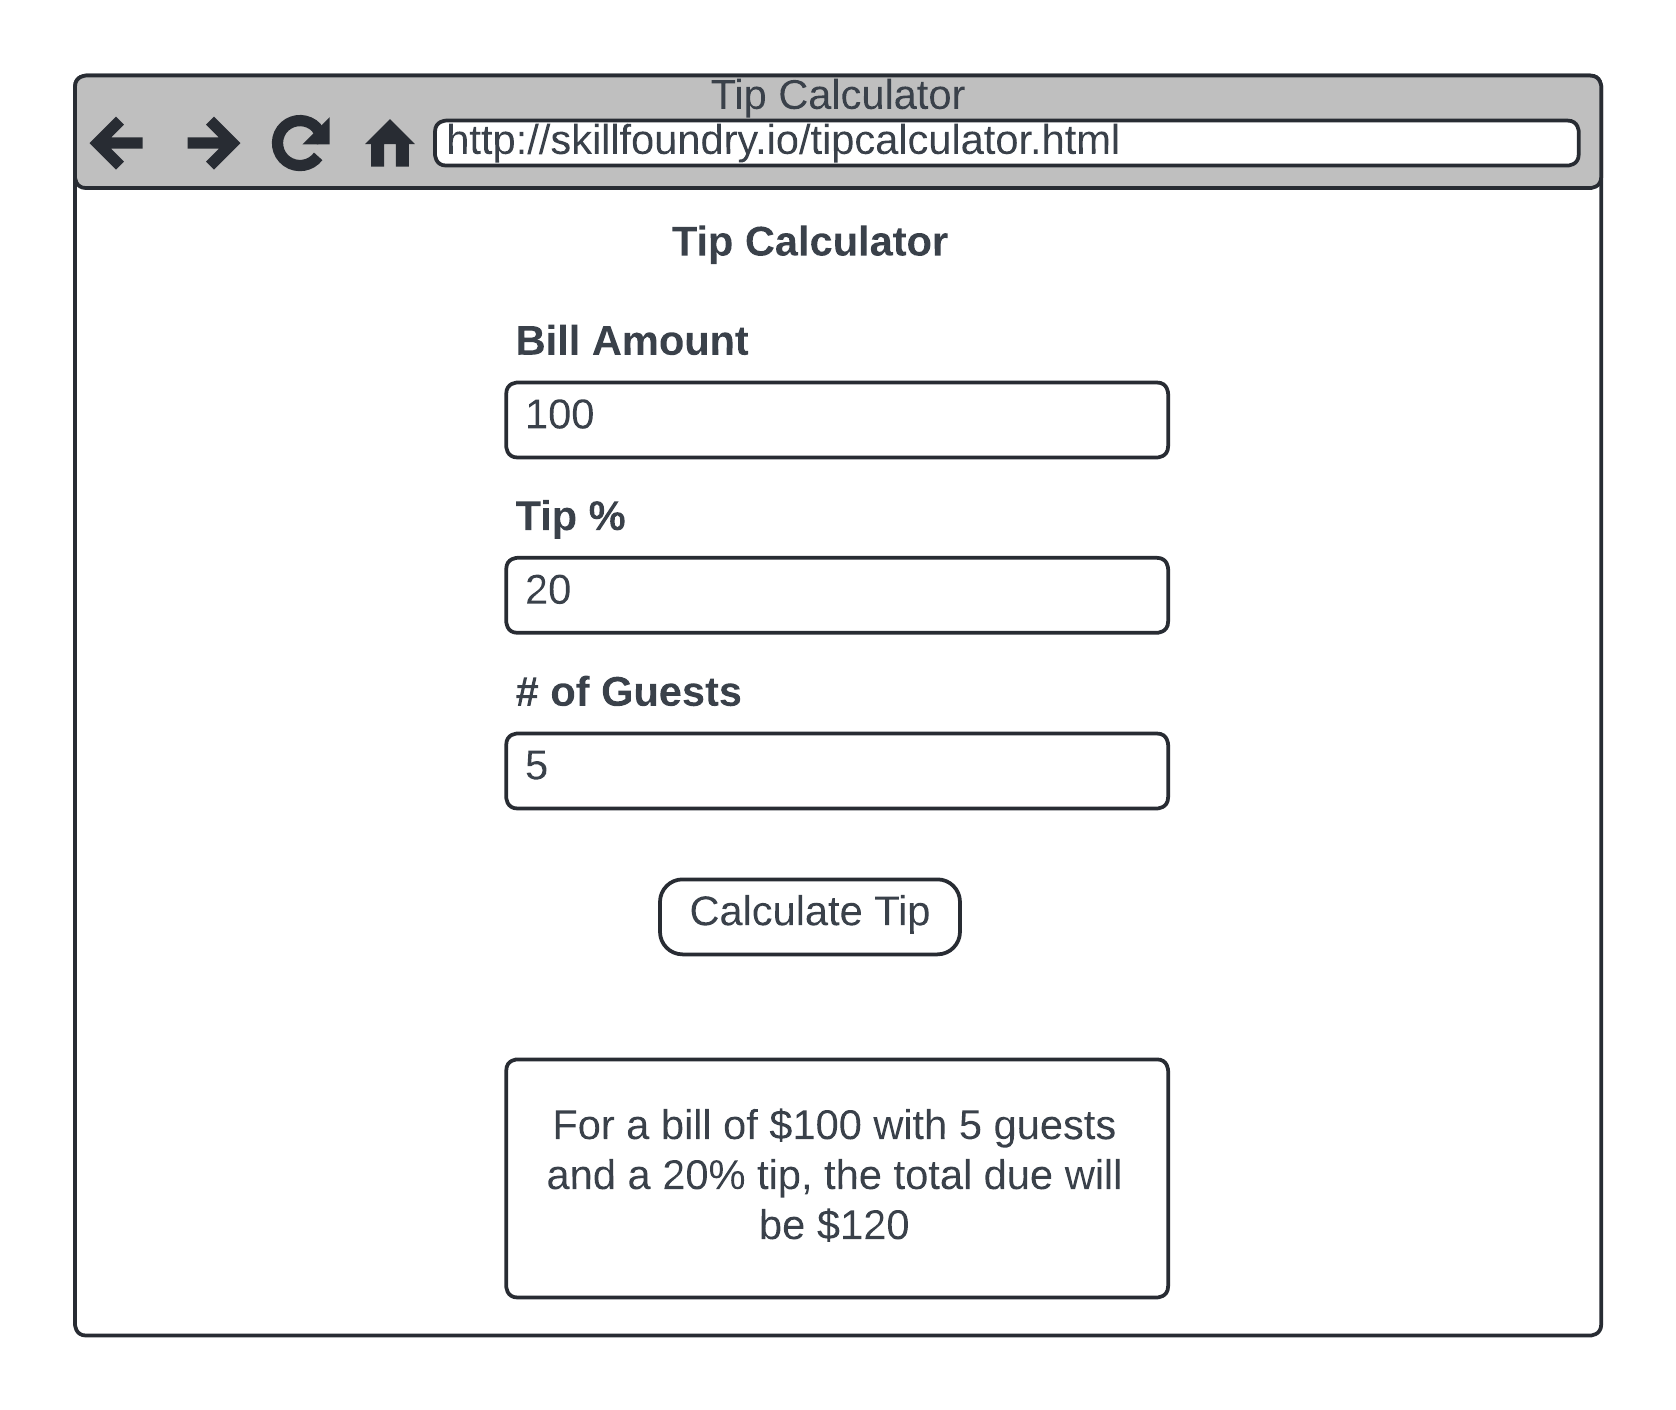 Tip Calculator
http://skillfoundry.io/tipcalculator.html
Tip Calculator
Bill Amount
100
Tip %
20
# of Guests
5
Calculate Tip
For a bill of $100 with 5 guests
and a 20% tip, the total due will
be $120